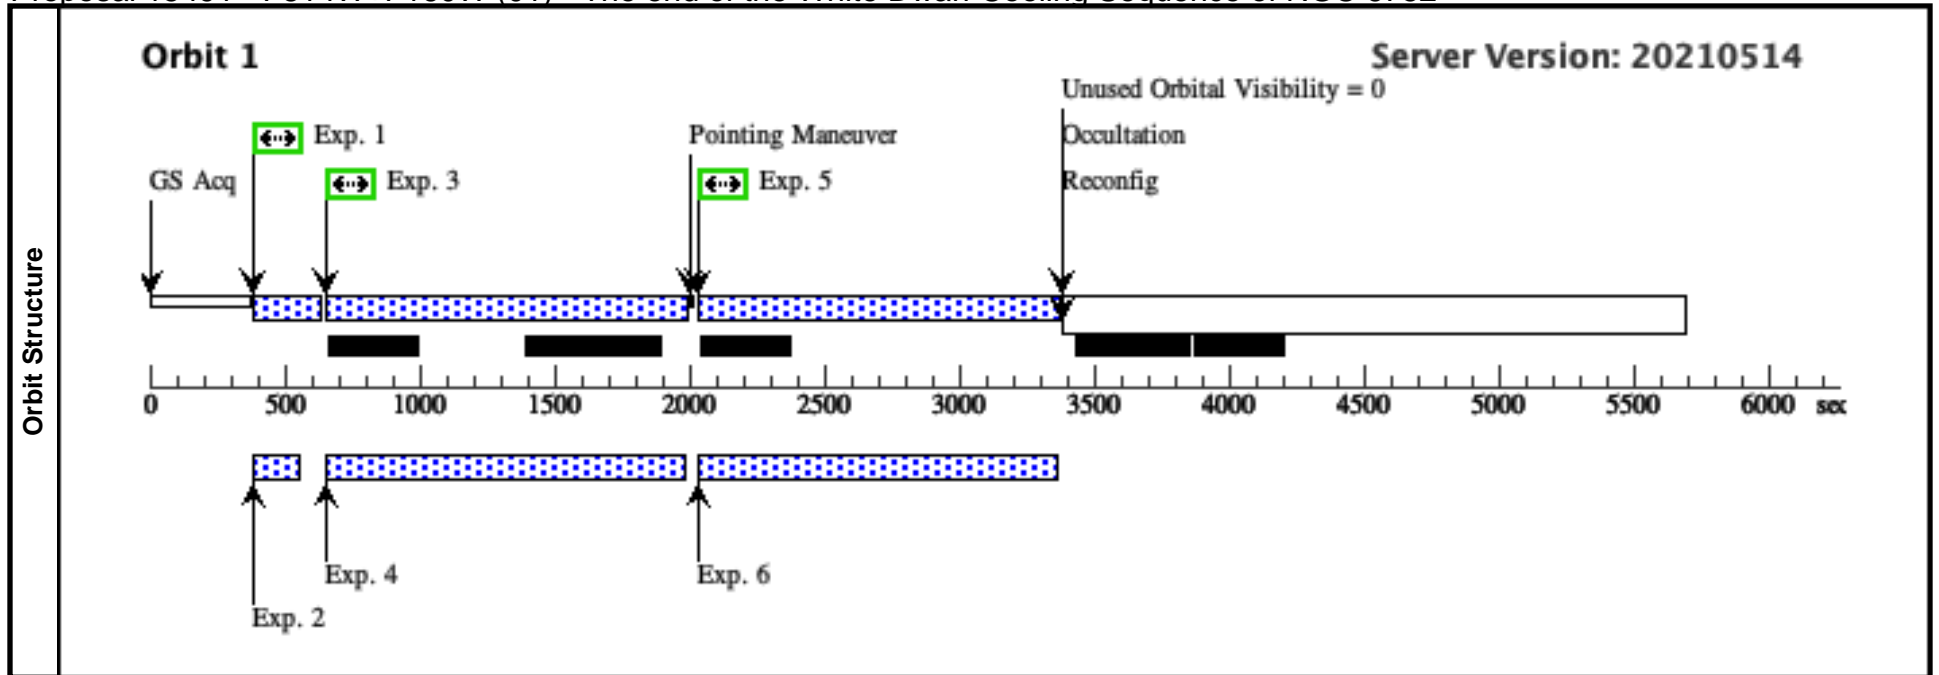 Orbit 1
Server Version: 20210514
Unused Orbital Visibility = 0
Exp. 1
Pointing Maneuver
Occultation
GS Acq
Exp. 3
Exp. 5
Reconfig
Orbit Structure
0 500 1000 1500 2000 2500 3000 3500 4000 4500 5000 5500 6000 sec
Exp. 4
Exp. 6
Exp. 2